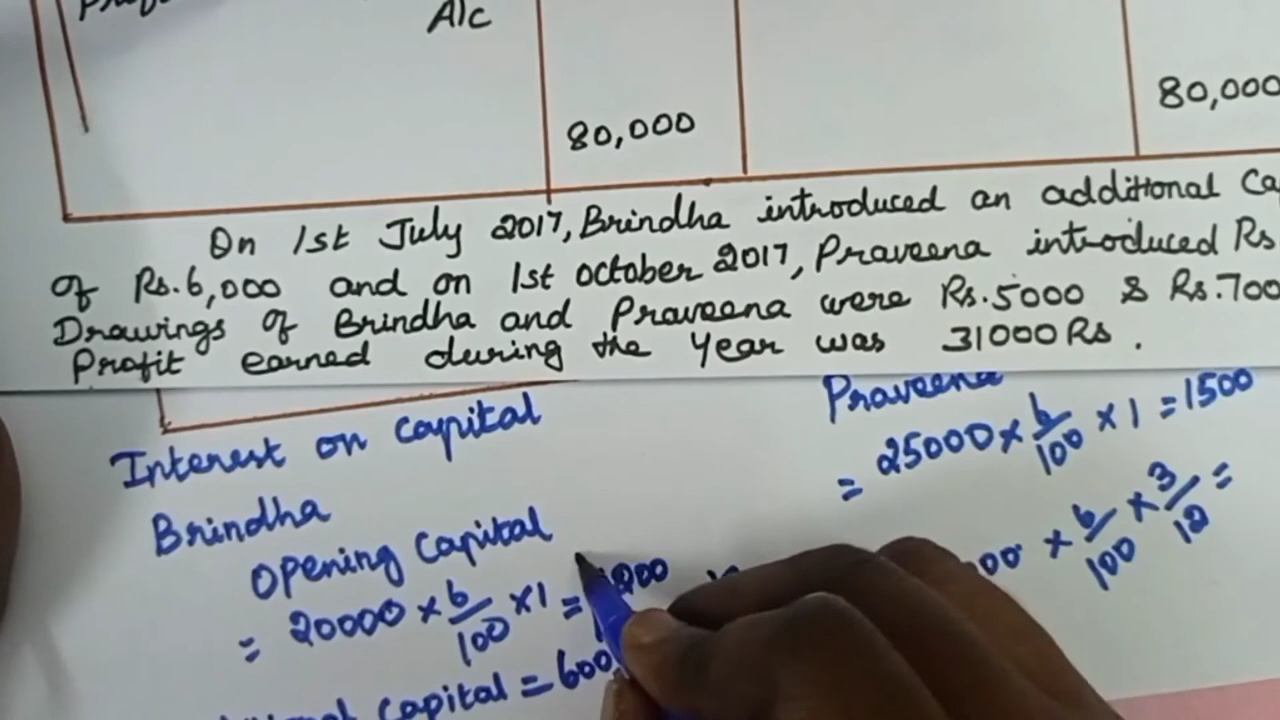 A/c
80,000
80,000
On 1st July 2017, Brindha introduced an additional
of Rs.6,000 and on 1st october 2017, Praveena introduced Rs
Drawings of Brindha and Praveena were Rs.5000 & Rs.700
Profit earned during the Year was 31000 Rs.
Interest on capital
Brindha
Opening capital
= 20000 × 6/100 × 1 =
capital = 600
Praveena
= 25000 × 6/100 × 1 = 1500
00 × 6/100 × 3/12 =